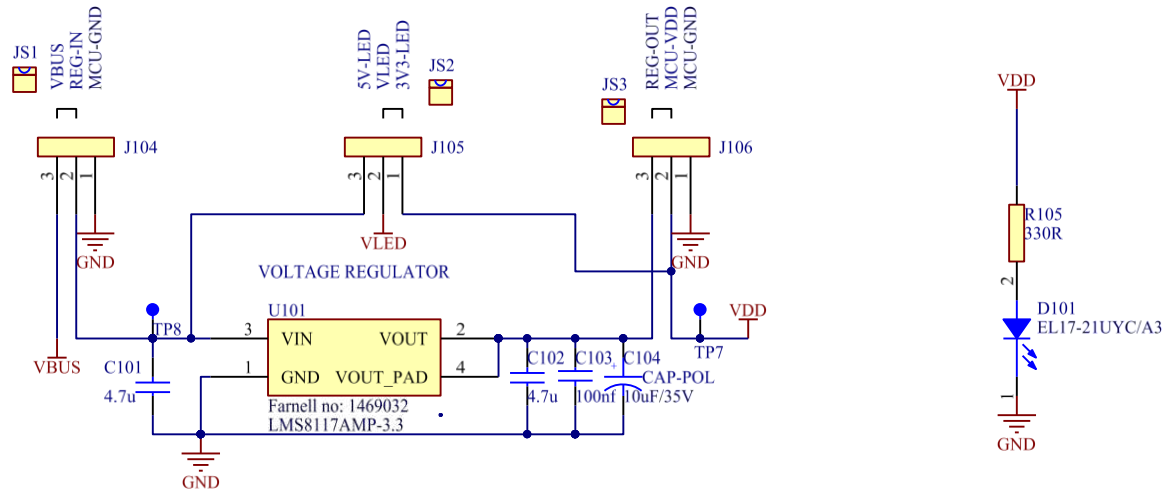 JS1
VBUS
REG-IN
MCU-GND
J104
3
2
1
GND
VBUS
5V-LED
VLED
3V3-LED
JS2
J105
3
2
1
VLED
JS3
REG-OUT
MCU-VDD
MCU-GND
J106
3
2
1
GND
VDD
TP7
VOLTAGE REGULATOR
U101
TP8
3
VIN
VOUT
2
1
GND
VOUT_PAD
4
Farnell no: 1469032
LMS8117AMP-3.3
C101
4.7u
C102
4.7u
C103
100nf
+
C104
CAP-POL
10uF/35V
GND
VDD
R105
330R
2
D101
EL17-21UYC/A3
1
GND